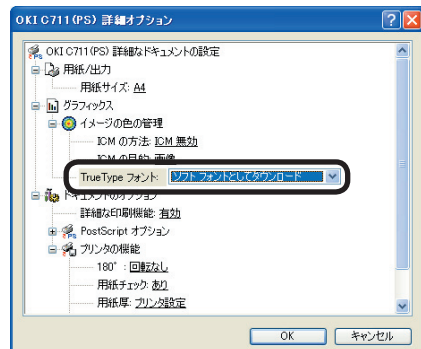 OKI C711(PS) 詳細オプション
OKI C711(PS) 詳細なドキュメントの設定
用紙/出力
用紙サイズ: A4
グラフィックス
イメージの色の管理
ICM の方法: ICM 無効
ICM の目的: 画像
TrueType フォント: ソフト フォントとしてダウンロード
ドキュメントのオプション
詳細な印刷機能: 有効
PostScript オプション
プリンタの機能
180° : 回転なし
用紙チェック: あり
用紙厚: プリンタ設定
OK
キャンセル